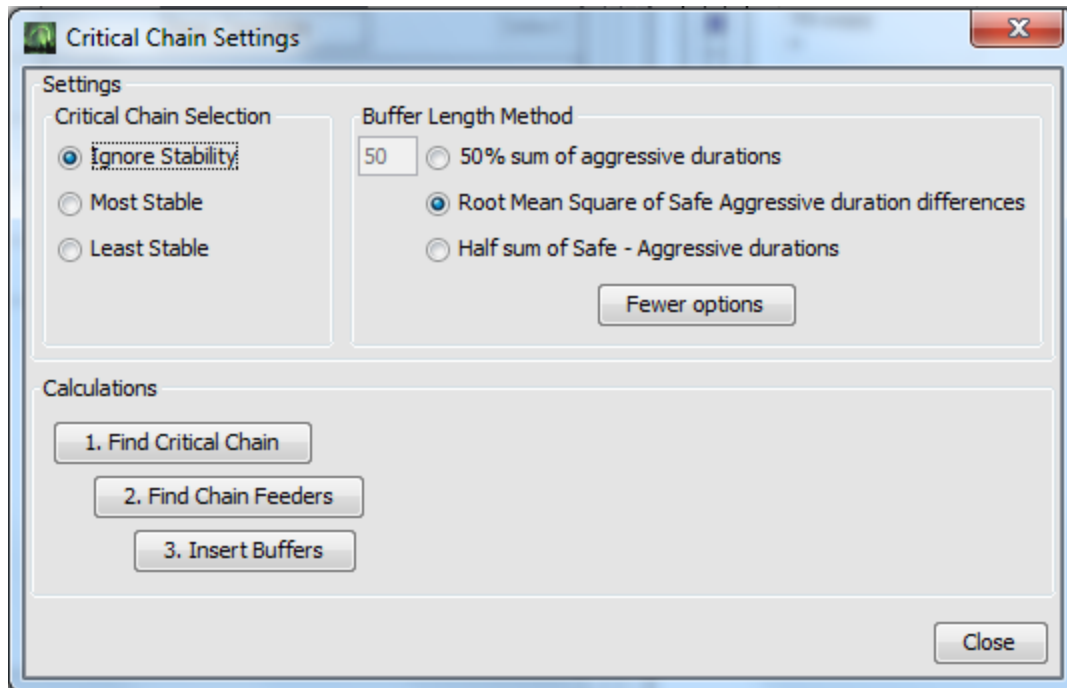 Critical Chain Settings
Settings
Critical Chain Selection
Ignore Stability
Most Stable
Least Stable
Buffer Length Method
50
50% sum of aggressive durations
Root Mean Square of Safe Aggressive duration differences
Half sum of Safe - Aggressive durations
Fewer options
Calculations
1. Find Critical Chain
2. Find Chain Feeders
3. Insert Buffers
Close